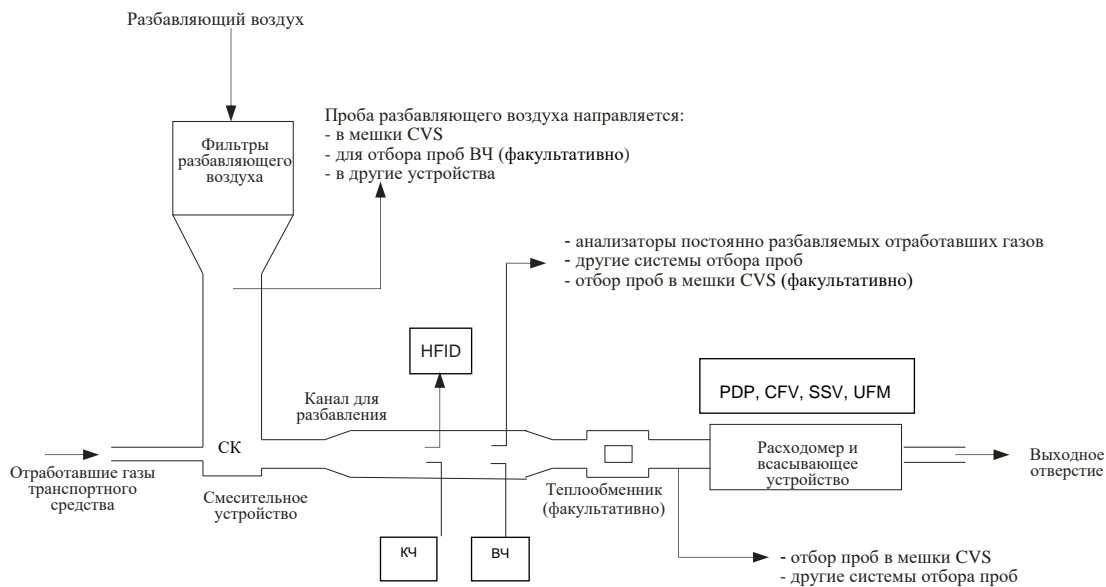 Разбавляющий воздух
Фильтры
разбавляющего
воздуха
Проба разбавляющего воздуха направляется:
- в мешки CVS
- для отбора проб ВЧ (факультативно)
- в другие устройства
- анализаторы постоянно разбавляемых отработавших газов
- другие системы отбора проб
- отбор проб в мешки CVS (факультативно)
HFID
PDP, CFV, SSV, UFM
Канал для
разбавления
СК
Расходомер и
всасывающее
устройство
Выходное
отверстие
Отработавшие газы
транспортного
средства
Смесительное
устройство
Теплообменник
(факультативно)
КЧ
ВЧ
- отбор проб в мешки CVS
- другие системы отбора проб